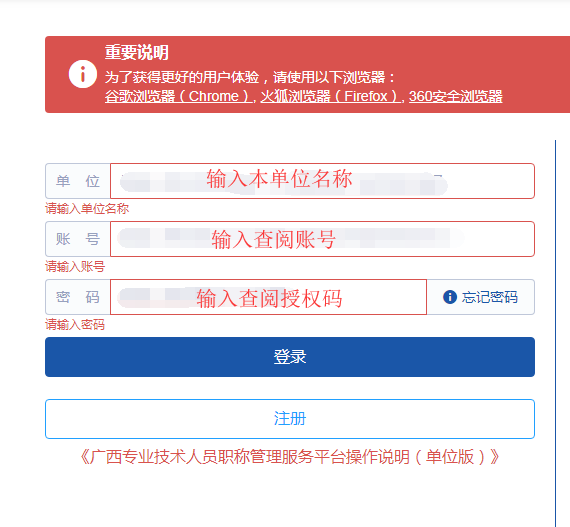 重要说明
为了获得更好的用户体验，请使用以下浏览器：
谷歌浏览器（Chrome）, 火狐浏览器（Firefox）, 360安全浏览器
单 位 输入本单位名称
请输入单位名称
账 号 输入查阅账号
请输入账号
密 码 输入查阅授权码 忘记密码
请输入密码
登录
注册
《广西专业技术人员职称管理服务平台操作说明（单位版）》